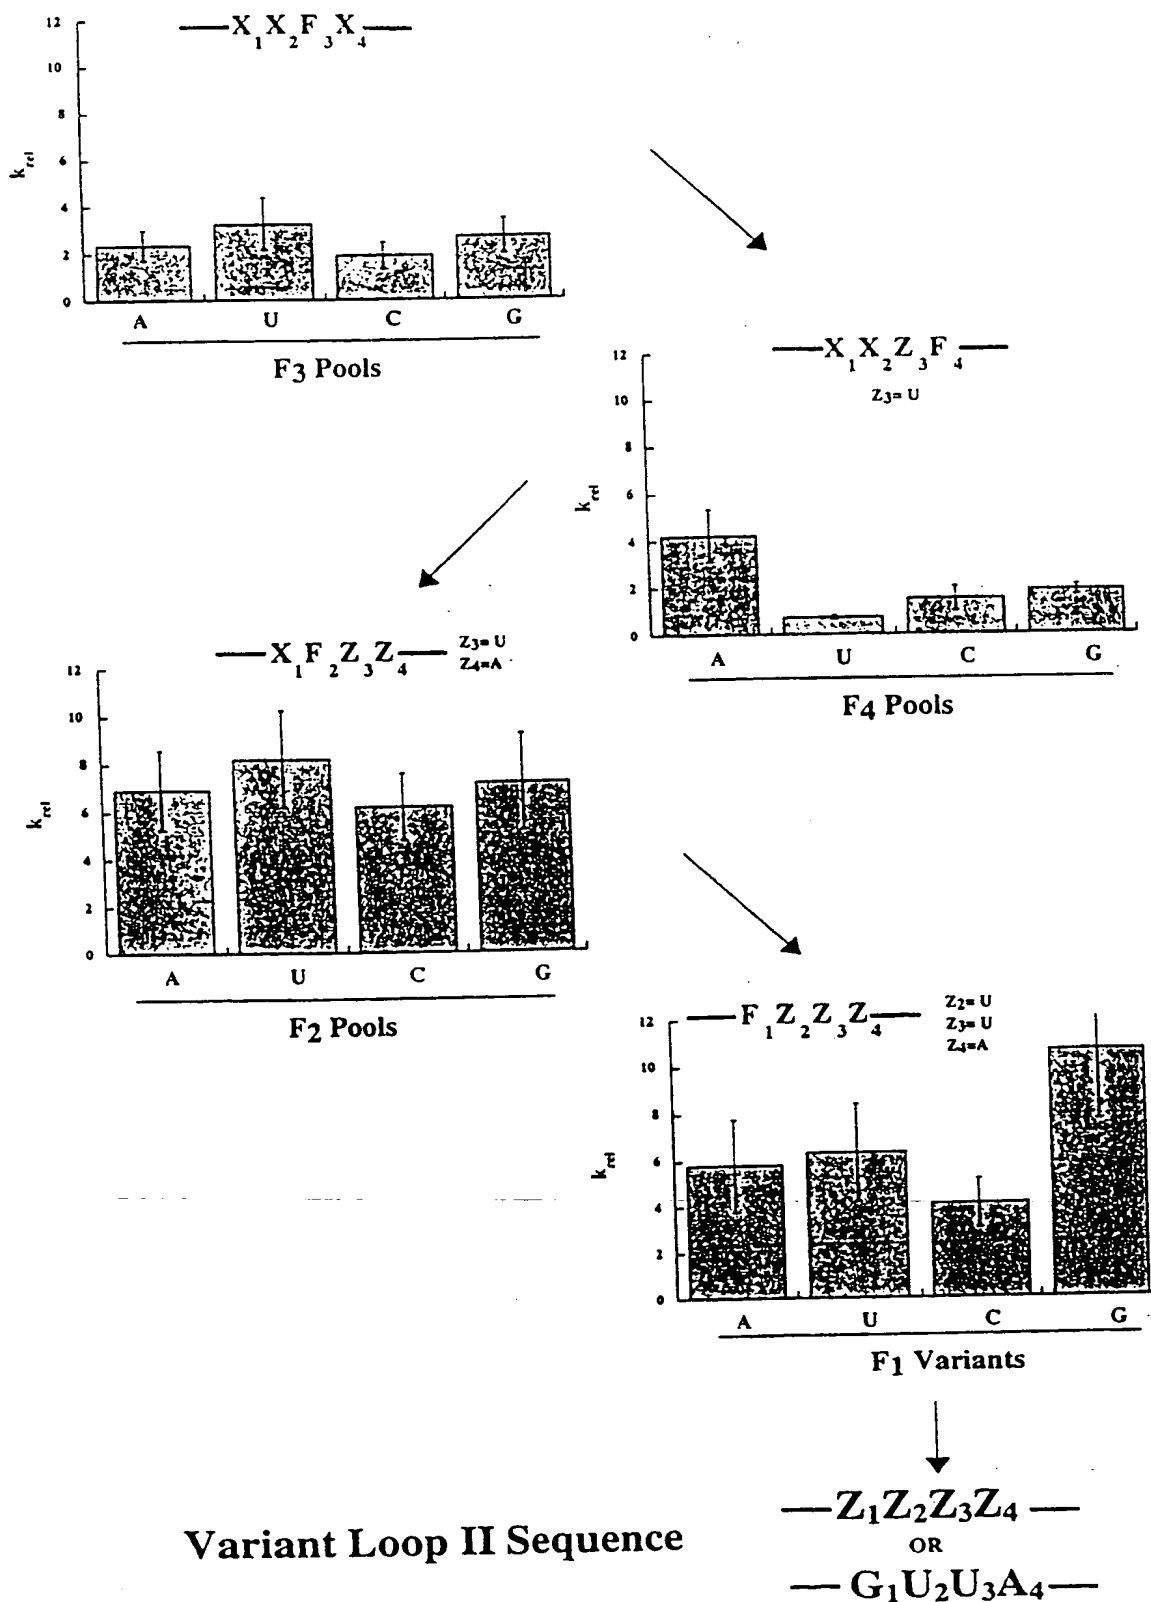 —X1X2F3X4—
12
10
8
6
4
2
0
krel
A U C G
F3 Pools
—X1X2Z3F4—
Z3= U
12
10
8
6
4
2
0
krel
A U C G
F4 Pools
—X1F2Z3Z4—
Z3= U
Z4=A
12
10
8
6
4
2
0
krel
A U C G
F2 Pools
—F1Z2Z3Z4—
Z2= U
Z3= U
Z4=A
12
10
8
6
4
2
0
krel
A U C G
F1 Variants
—Z1Z2Z3Z4—
OR
—G1U2U3A4—
Variant Loop II Sequence